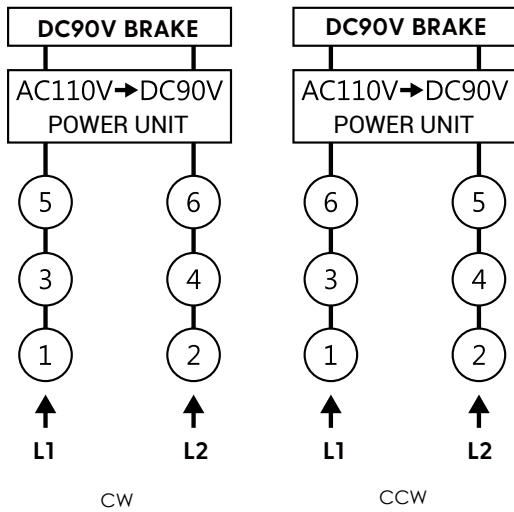 DC90V BRAKE
AC110V→DC90V
POWER UNIT
5 6
3 4
1 2
L1 L2
CW
DC90V BRAKE
AC110V→DC90V
POWER UNIT
6 5
3 4
1 2
L1 L2
CCW